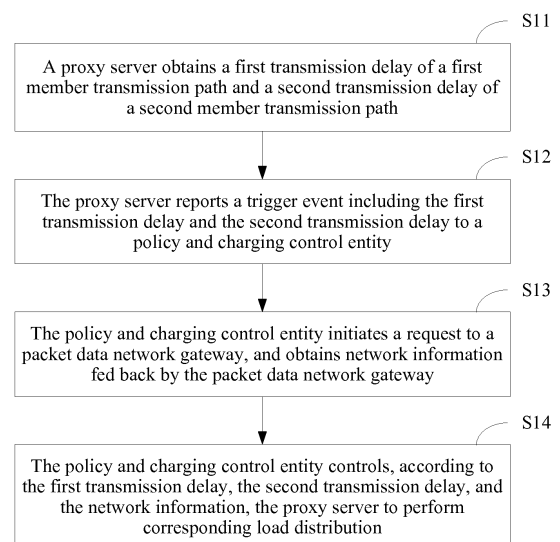 S11
A proxy server obtains a first transmission delay of a first
member transmission path and a second transmission delay of
a second member transmission path
S12
The proxy server reports a trigger event including the first
transmission delay and the second transmission delay to a
policy and charging control entity
S13
The policy and charging control entity initiates a request to a
packet data network gateway, and obtains network information
fed back by the packet data network gateway
S14
The policy and charging control entity controls, according to
the first transmission delay, the second transmission delay, and
the network information, the proxy server to perform
corresponding load distribution